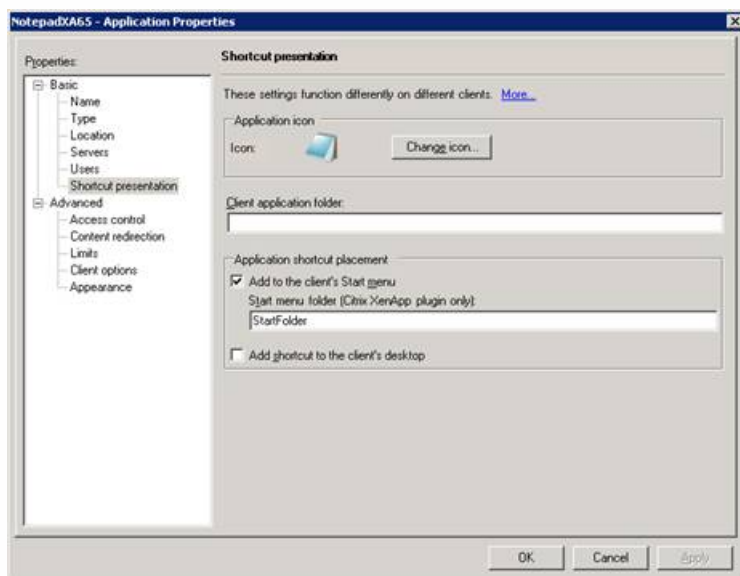 NotepadXA65 - Application Properties
Properties:
Basic
Name
Type
Location
Servers
Users
Shortcut presentation
Advanced
Access control
Content redirection
Limits
Client options
Appearance
Shortcut presentation
These settings function differently on different clients. More...
Application icon
Icon:
Change icon...
Client application folder:
Application shortcut placement
Add to the client's Start menu
Start menu folder (Citrix XenApp plugin only):
StartFolder
Add shortcut to the client's desktop
OK Cancel Apply